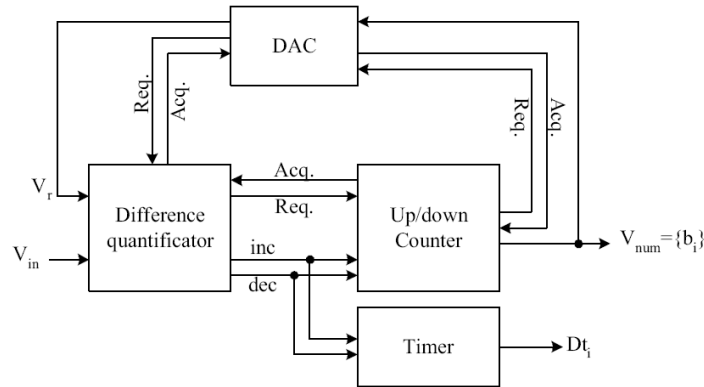 DAC
Req.
Acq.
Req.
Acq.
V_r
Difference
quantificator
Acq.
Req.
Up/down
Counter
V_in
inc
dec
V_num={b_i}
Timer
Dt_i